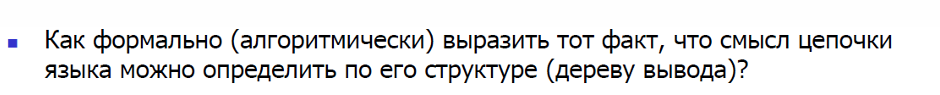 Как формально (алгоритмически) выразить тот факт, что смысл цепочки
языка можно определить по его структуре (дереву вывода)?